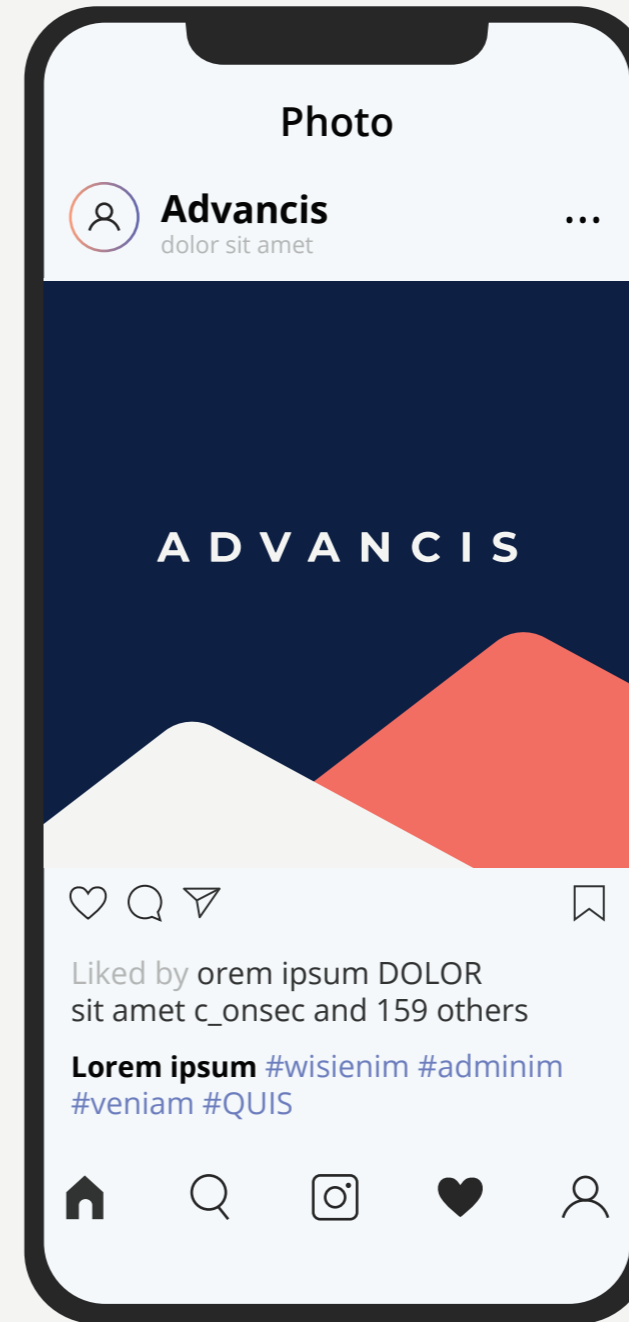 Photo
Advancis
dolor sit amet
ADVANCIS
Liked by orem ipsum DOLOR
sit amet c_onsec and 159 others
Lorem ipsum #wisienim #adminim
#veniam #QUIS